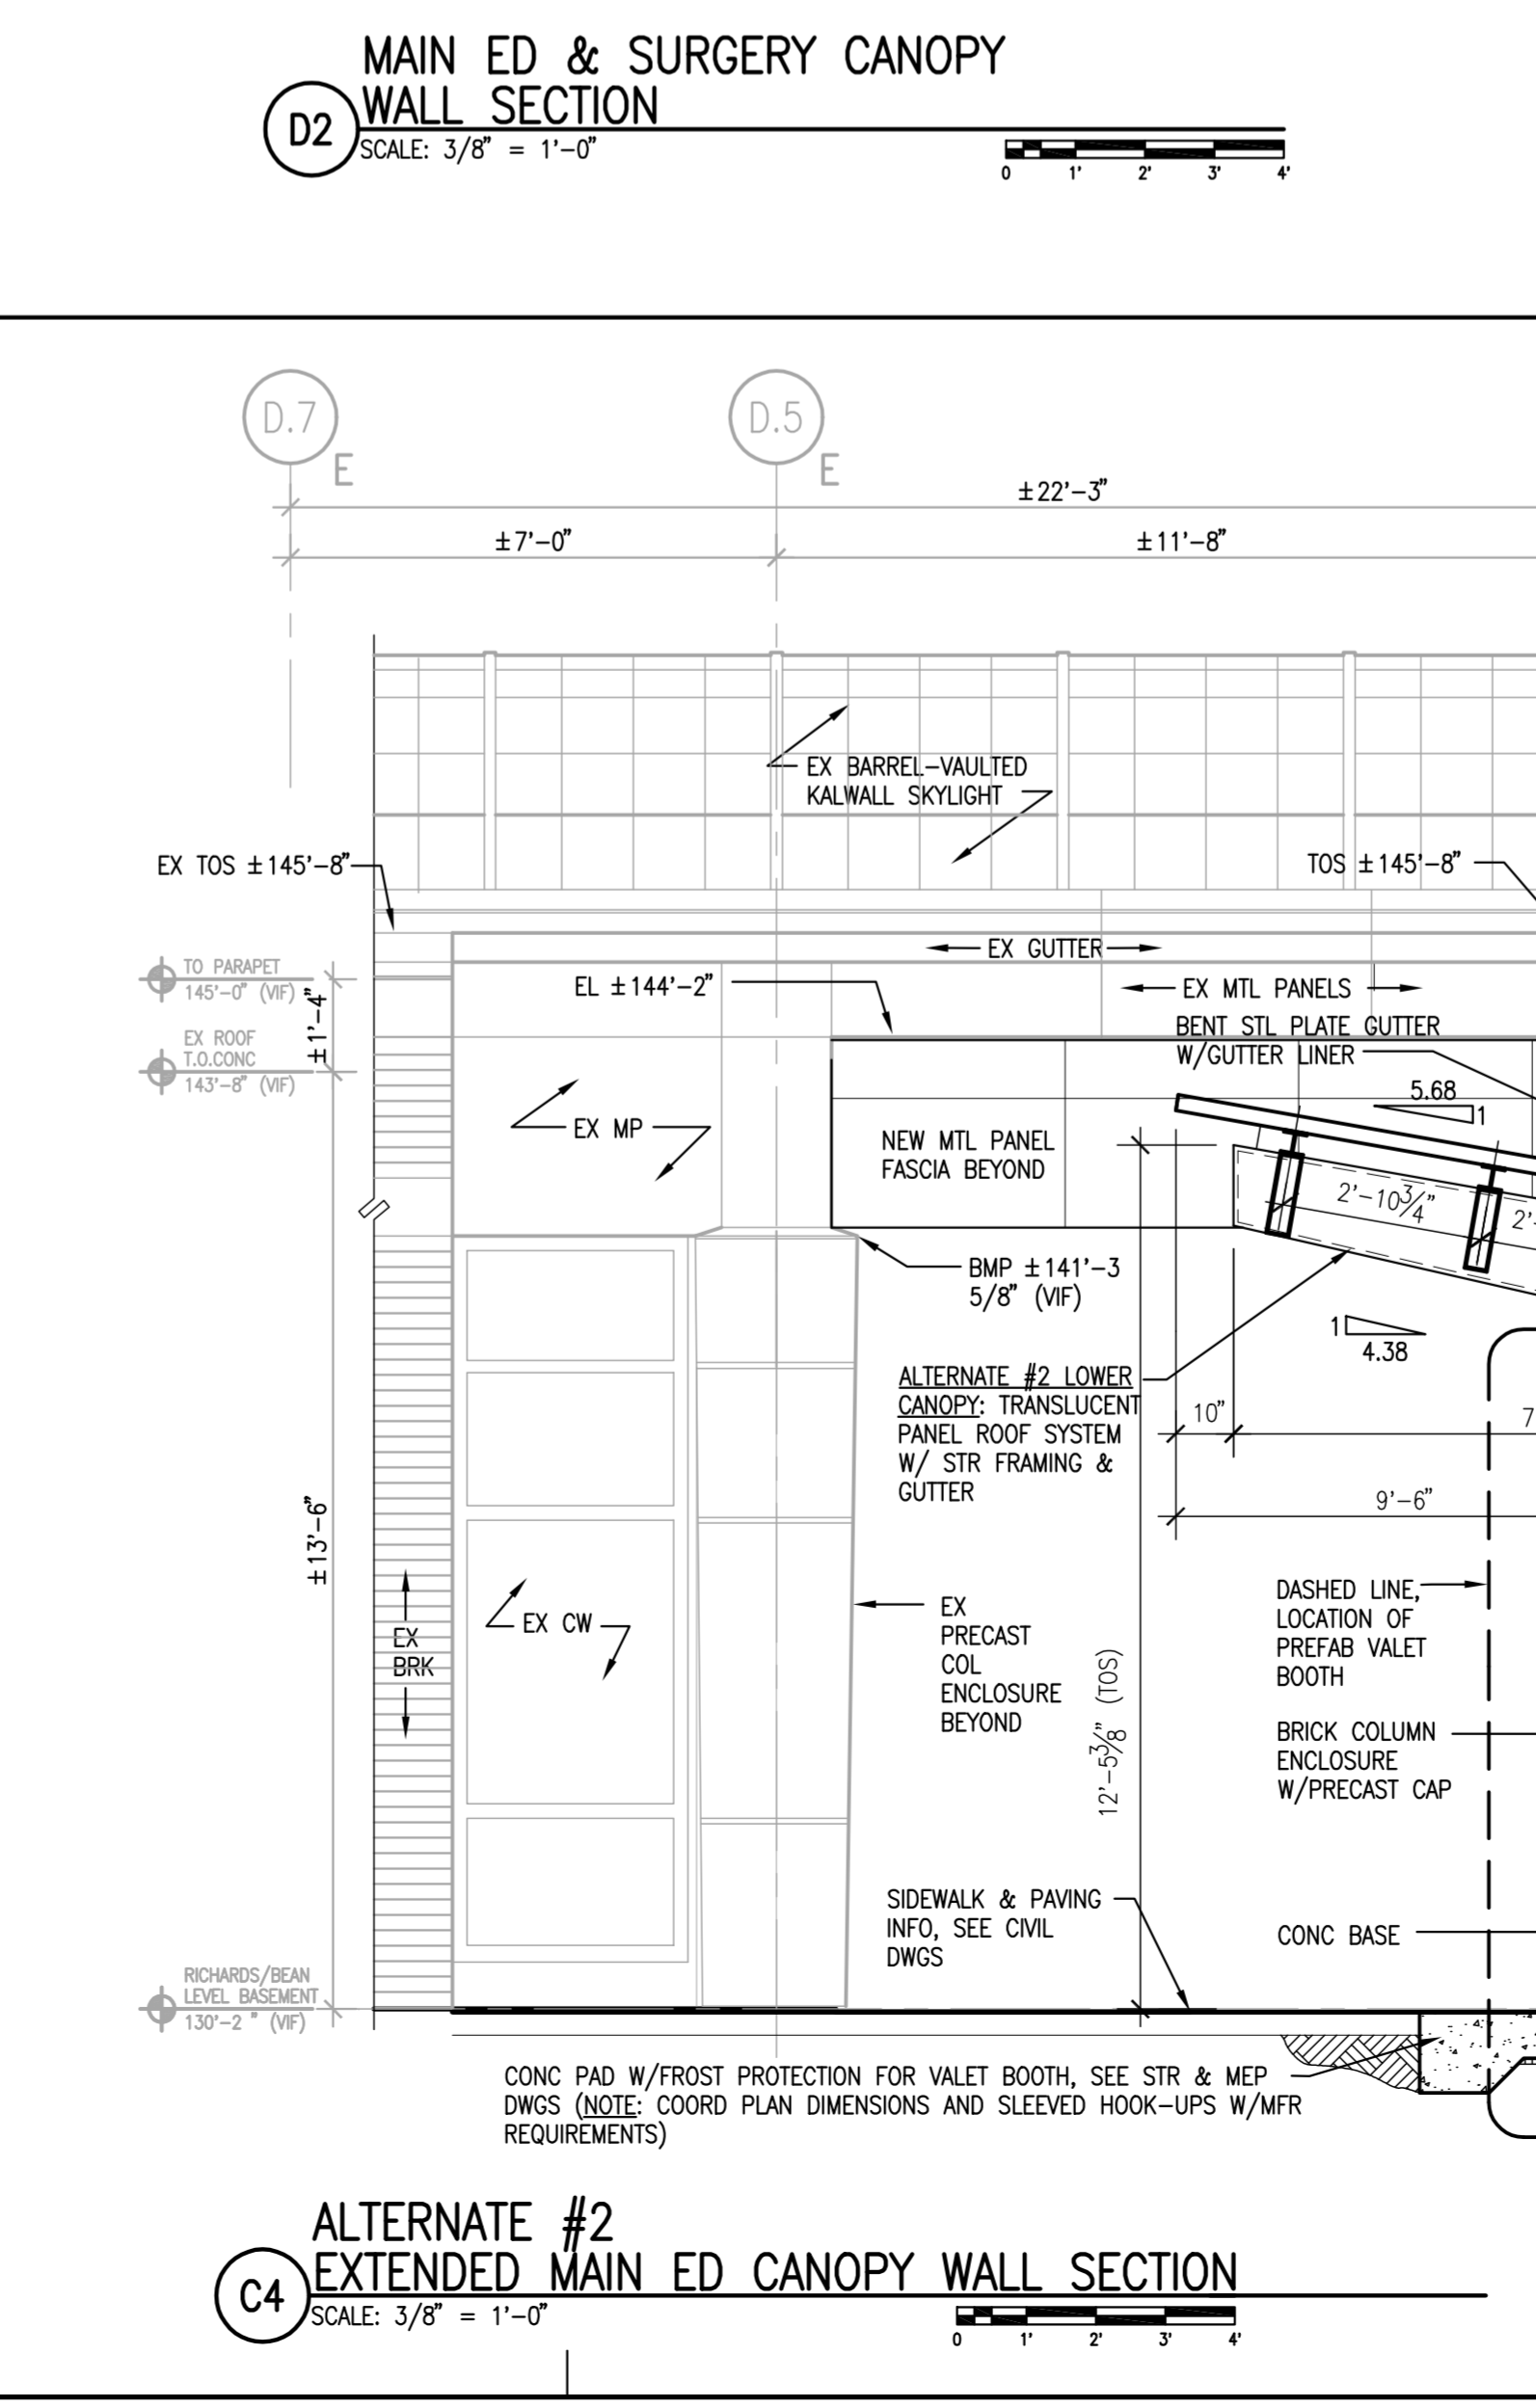 MAIN ED & SURGERY CANOPY
WALL SECTION
D2
SCALE: 3/8" = 1'-0"
0 1' 2' 3' 4'
D.7
E
D.5
E
±22'-3"
±7'-0"
±11'-8"
EX BARREL-VAULTED
KALWALL SKYLIGHT
EX TOS ±145'-8"
TOS ±145'-8"
EX GUTTER
TO PARAPET
145'-0" (VIF)
±1'-4"
EL ±144'-2"
EX MTL PANELS
BENT STL PLATE GUTTER
W/GUTTER LINER
EX ROOF
T.O.CONC
143'-8" (VIF)
5.68
1
EX MP
NEW MTL PANEL
FASCIA BEYOND
2'-10 3/4"
2'-
BMP ±141'-3
5/8" (VIF)
1
4.38
ALTERNATE #2 LOWER
CANOPY: TRANSLUCENT
PANEL ROOF SYSTEM
W/ STR FRAMING &
GUTTER
10"
7
9'-6"
±13'-6"
EX CW
EX
BRK
EX
PRECAST
COL
ENCLOSURE
BEYOND
12'-5 3/8" (TOS)
DASHED LINE,
LOCATION OF
PREFAB VALET
BOOTH
BRICK COLUMN
ENCLOSURE
W/PRECAST CAP
SIDEWALK & PAVING
INFO, SEE CIVIL
DWGS
CONC BASE
RICHARDS/BEAN
LEVEL BASEMENT
130'-2 " (VIF)
CONC PAD W/FROST PROTECTION FOR VALET BOOTH, SEE STR & MEP
DWGS (NOTE: COORD PLAN DIMENSIONS AND SLEEVED HOOK-UPS W/MFR
REQUIREMENTS)
ALTERNATE #2
EXTENDED MAIN ED CANOPY WALL SECTION
C4
SCALE: 3/8" = 1'-0"
0 1' 2' 3' 4'